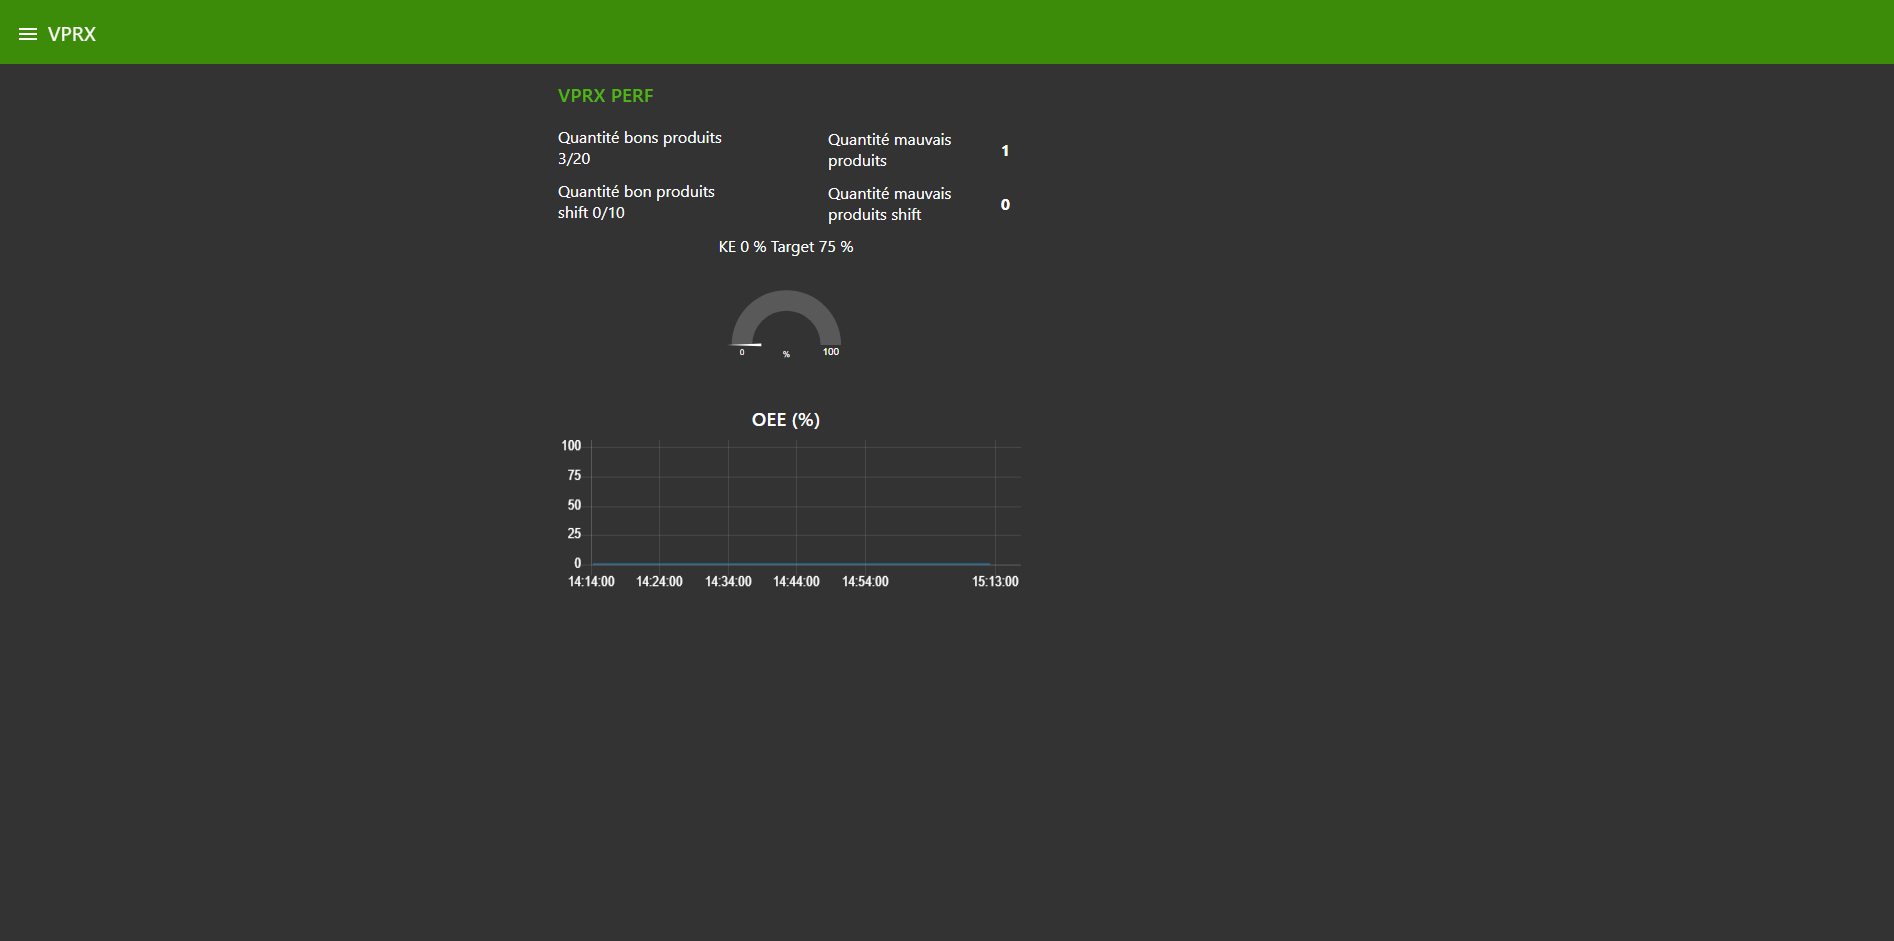 VPRX
VPRX PERF
Quantité bons produits
3/20
Quantité mauvais
produits
1
Quantité bon produits
shift 0/10
Quantité mauvais
produits shift
0
KE 0 % Target 75 %
0
%
100
OEE (%)
100
75
50
25
0
14:14:00
14:24:00
14:34:00
14:44:00
14:54:00
15:13:00